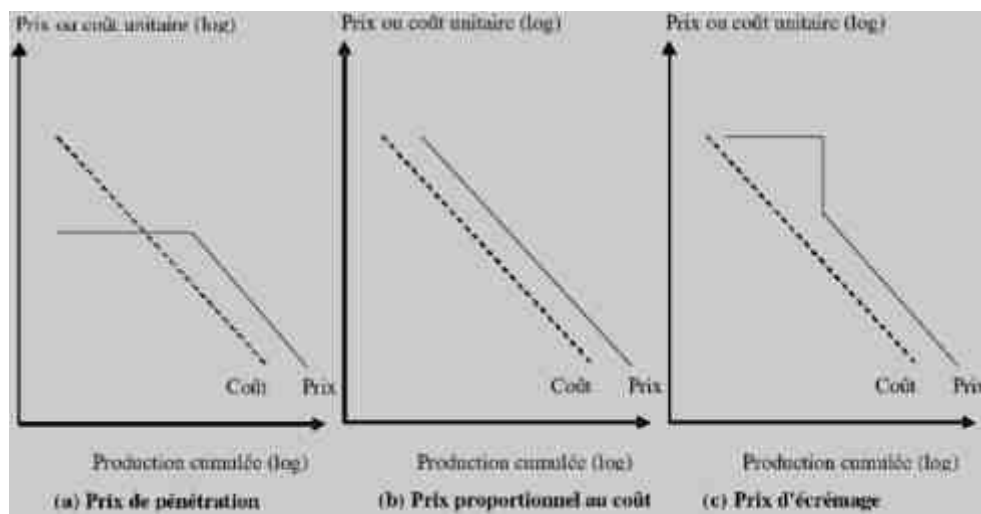 Prix ou coût unitaire (log)
Coût
Prix
Production cumulée (log)
(a) Prix de pénétration
Prix ou coût unitaire (log)
Coût
Prix
Production cumulée (log)
(b) Prix proportionnel au coût
Prix ou coût unitaire (log)
Coût
Prix
Production cumulée (log)
(c) Prix d'écrémage